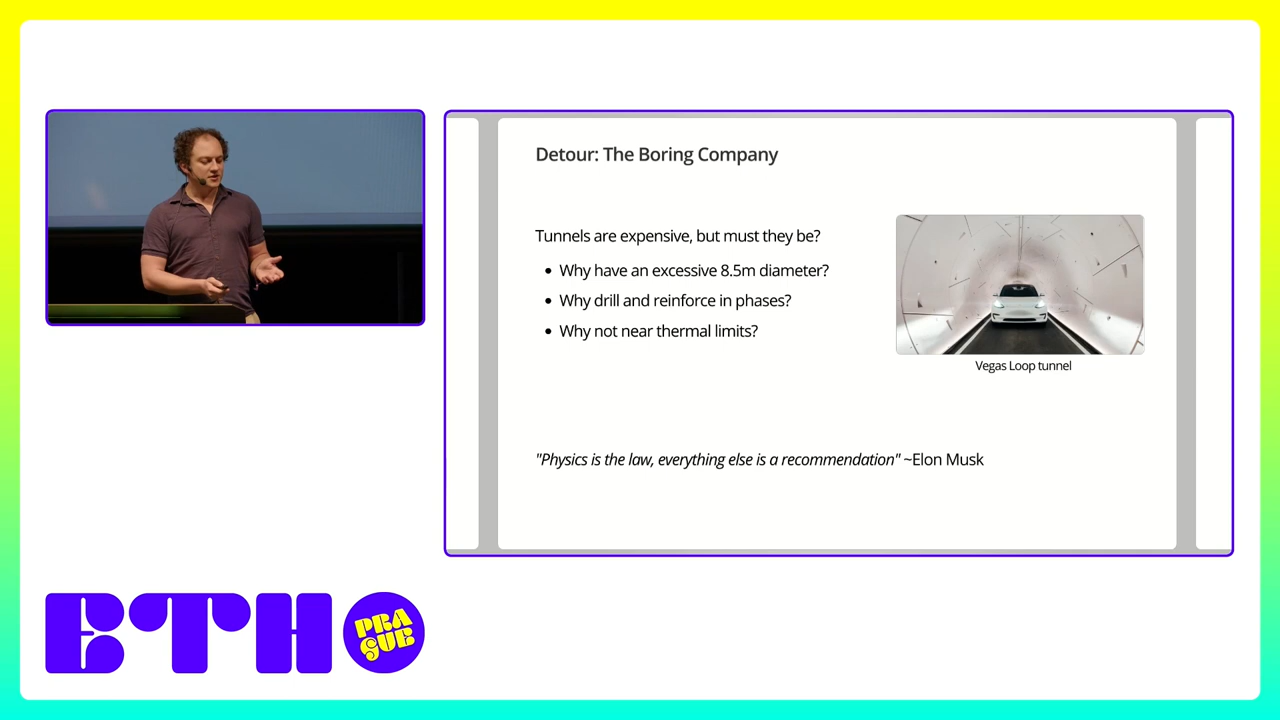 Detour: The Boring Company
Tunnels are expensive, but must they be?
• Why have an excessive 8.5m diameter?
• Why drill and reinforce in phases?
• Why not near thermal limits?
Vegas Loop tunnel
"Physics is the law, everything else is a recommendation" ~Elon Musk
ETH
PRA
GUE